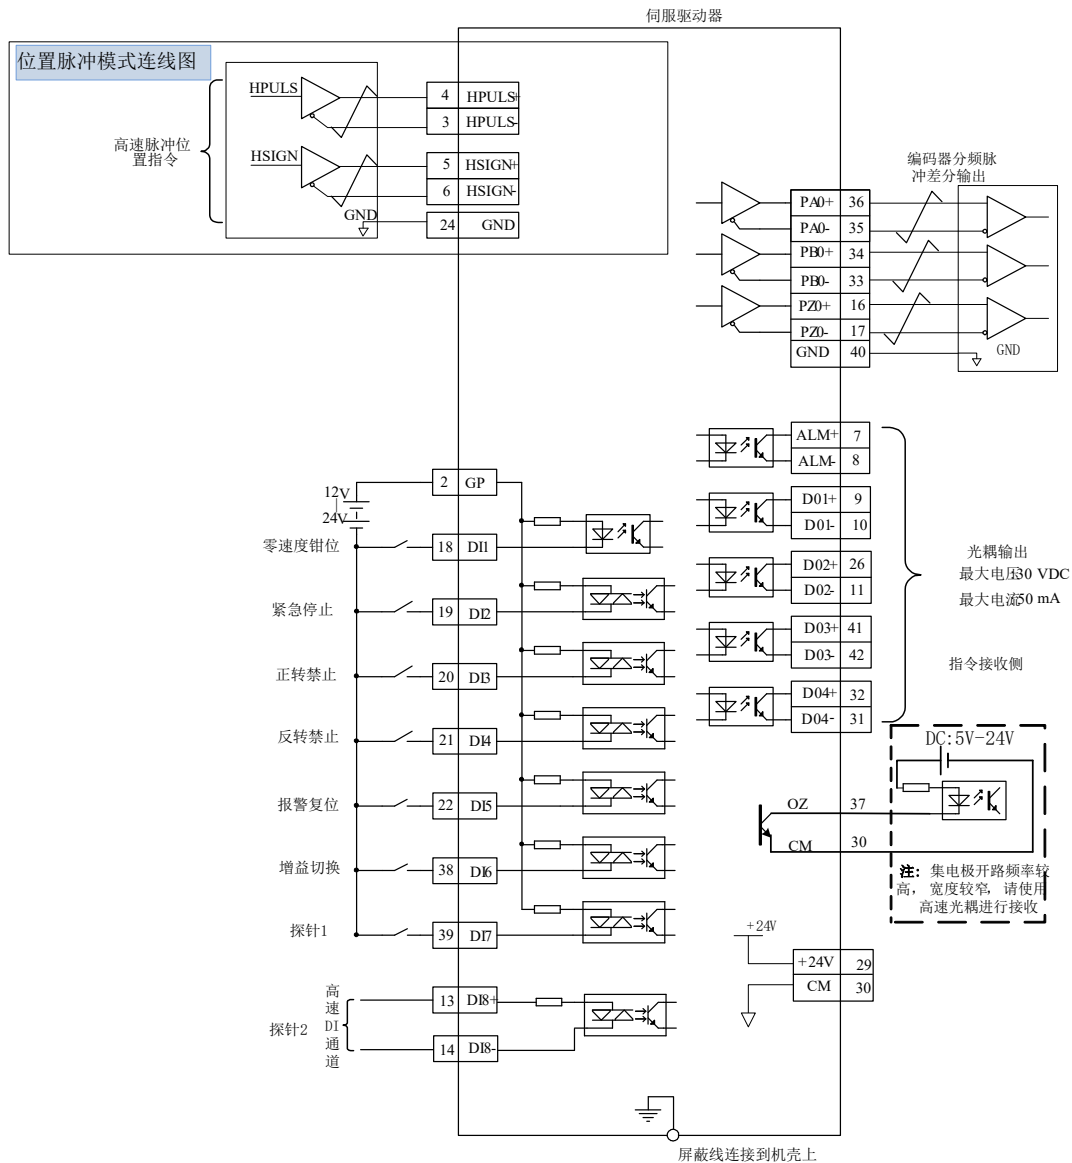 伺服驱动器
位置脉冲模式连线图
高速脉冲位
置指令
HPULS
HSIGN
GND
4 HPULS+
3 HPULS-
5 HSIGN+
6 HSIGN-
24 GND
编码器分频脉
冲差分输出
PA0+ 36
PA0- 35
PB0+ 34
PB0- 33
PZ0+ 16
PZ0- 17
GND 40
GND
ALM+ 7
ALM- 8
D01+ 9
D01- 10
D02+ 26
D02- 11
D03+ 41
D03- 42
D04+ 32
D04- 31
光耦输出
最大电压30 VDC
最大电流50 mA
指令接收侧
12V
24V
2 GP
零速度钳位 18 DI1
紧急停止 19 DI2
正转禁止 20 DI3
反转禁止 21 DI4
报警复位 22 DI5
增益切换 38 DI6
探针1 39 DI7
探针2
高
速
DI
通
道
13 DI8+
14 DI8-
DC:5V-24V
OZ 37
CM 30
注: 集电极开路频率较
高, 宽度较窄, 请使用
高速光耦进行接收
+24V
+24V 29
CM 30
屏蔽线连接到机壳上